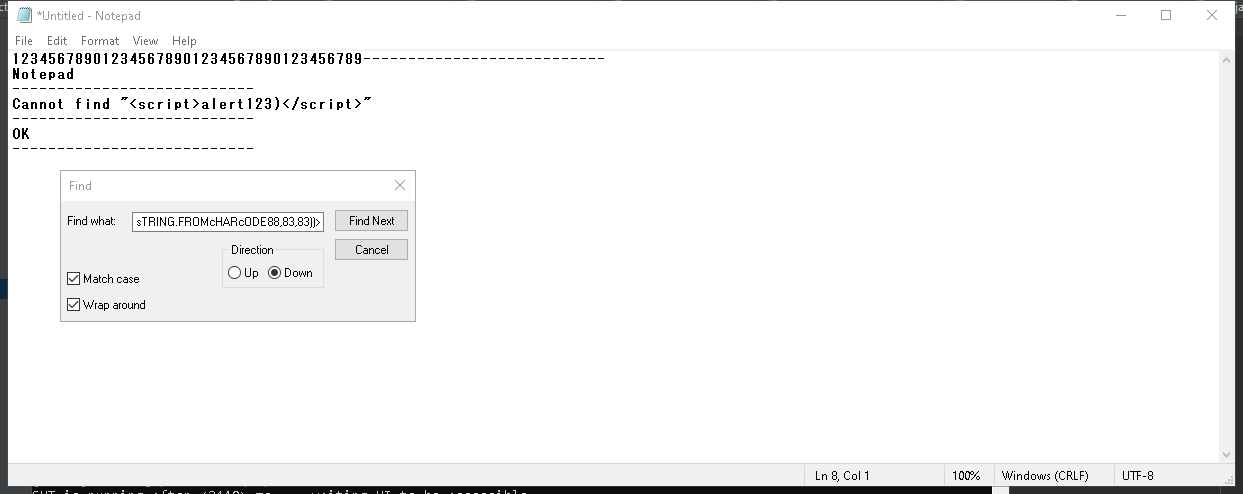 *Untitled - Notepad
File Edit Format View Help
123456789012345678901234567890123456789---------------------------
Notepad
---------------------------
Cannot find "<script>alert123)</script>"
---------------------------
OK
---------------------------
Find
Find what: sTRING.FROMcHARcODE88,83,83))> Find Next
Direction Cancel
Up Down
Match case
Wrap around
Ln 8, Col 1 100% Windows (CRLF) UTF-8